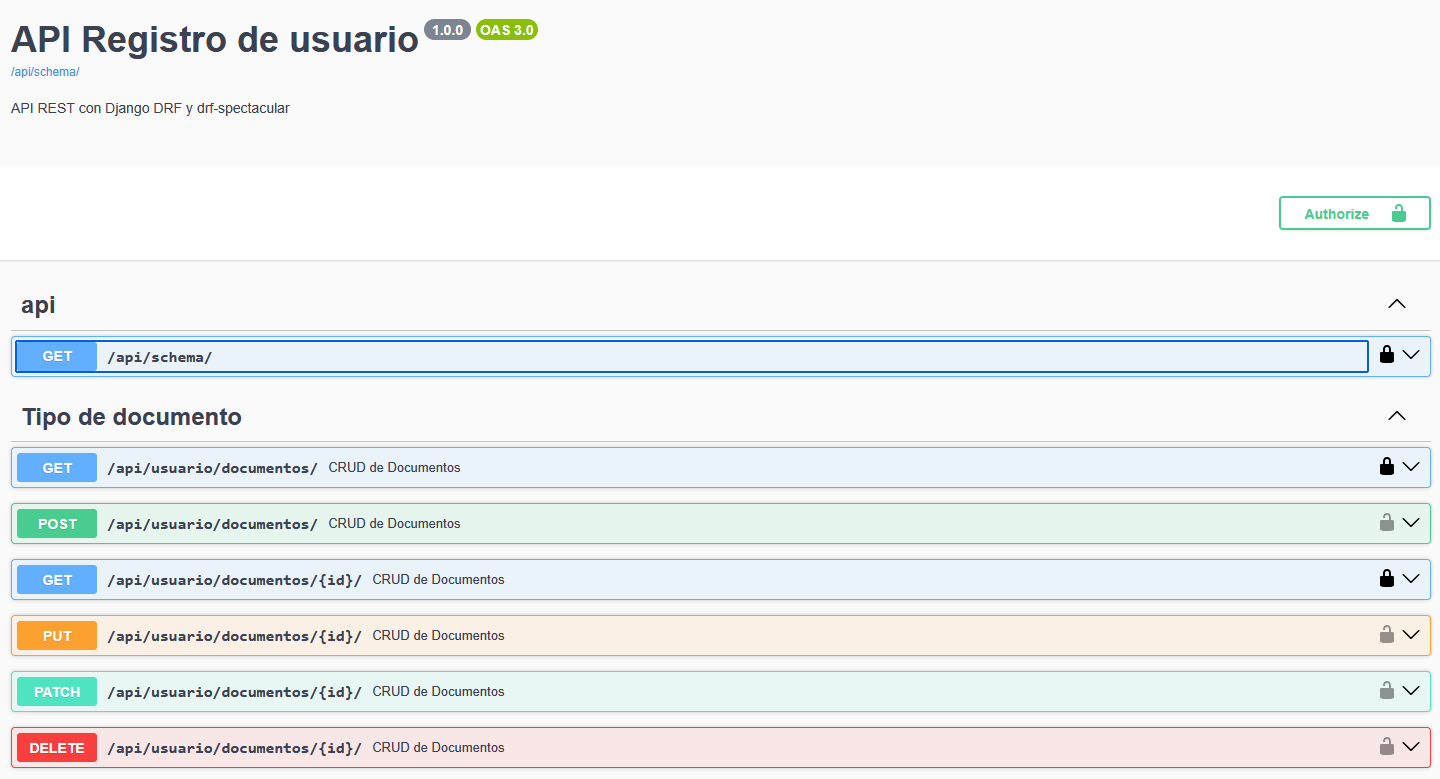 API Registro de usuario 1.0.0 OAS 3.0
/api/schema/
API REST con Django DRF y drf-spectacular
Authorize
api
GET /api/schema/
Tipo de documento
GET /api/usuario/documentos/ CRUD de Documentos
POST /api/usuario/documentos/ CRUD de Documentos
GET /api/usuario/documentos/{id}/ CRUD de Documentos
PUT /api/usuario/documentos/{id}/ CRUD de Documentos
PATCH /api/usuario/documentos/{id}/ CRUD de Documentos
DELETE /api/usuario/documentos/{id}/ CRUD de Documentos